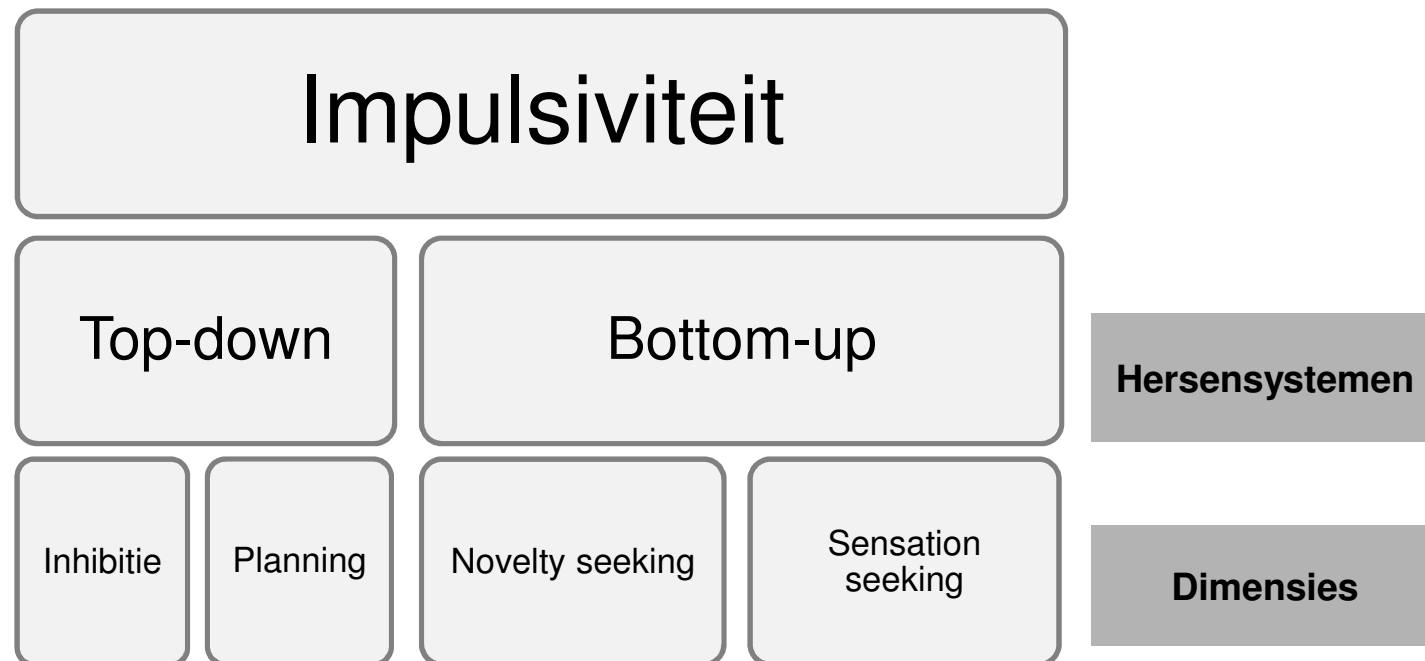 Impulsiviteit
Top-down
Bottom-up
Hersensystemen
Inhibitie
Planning
Novelty seeking
Sensation
seeking
Dimensies